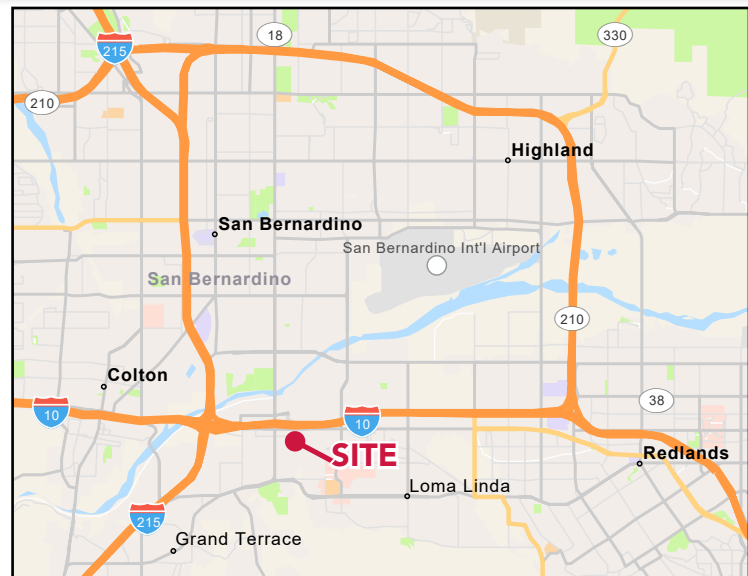 215
18
330
210
Highland
San Bernardino
San Bernardino Int'l Airport
San Bernardino
210
Colton
38
10
10
SITE
Redlands
Loma Linda
215
Grand Terrace